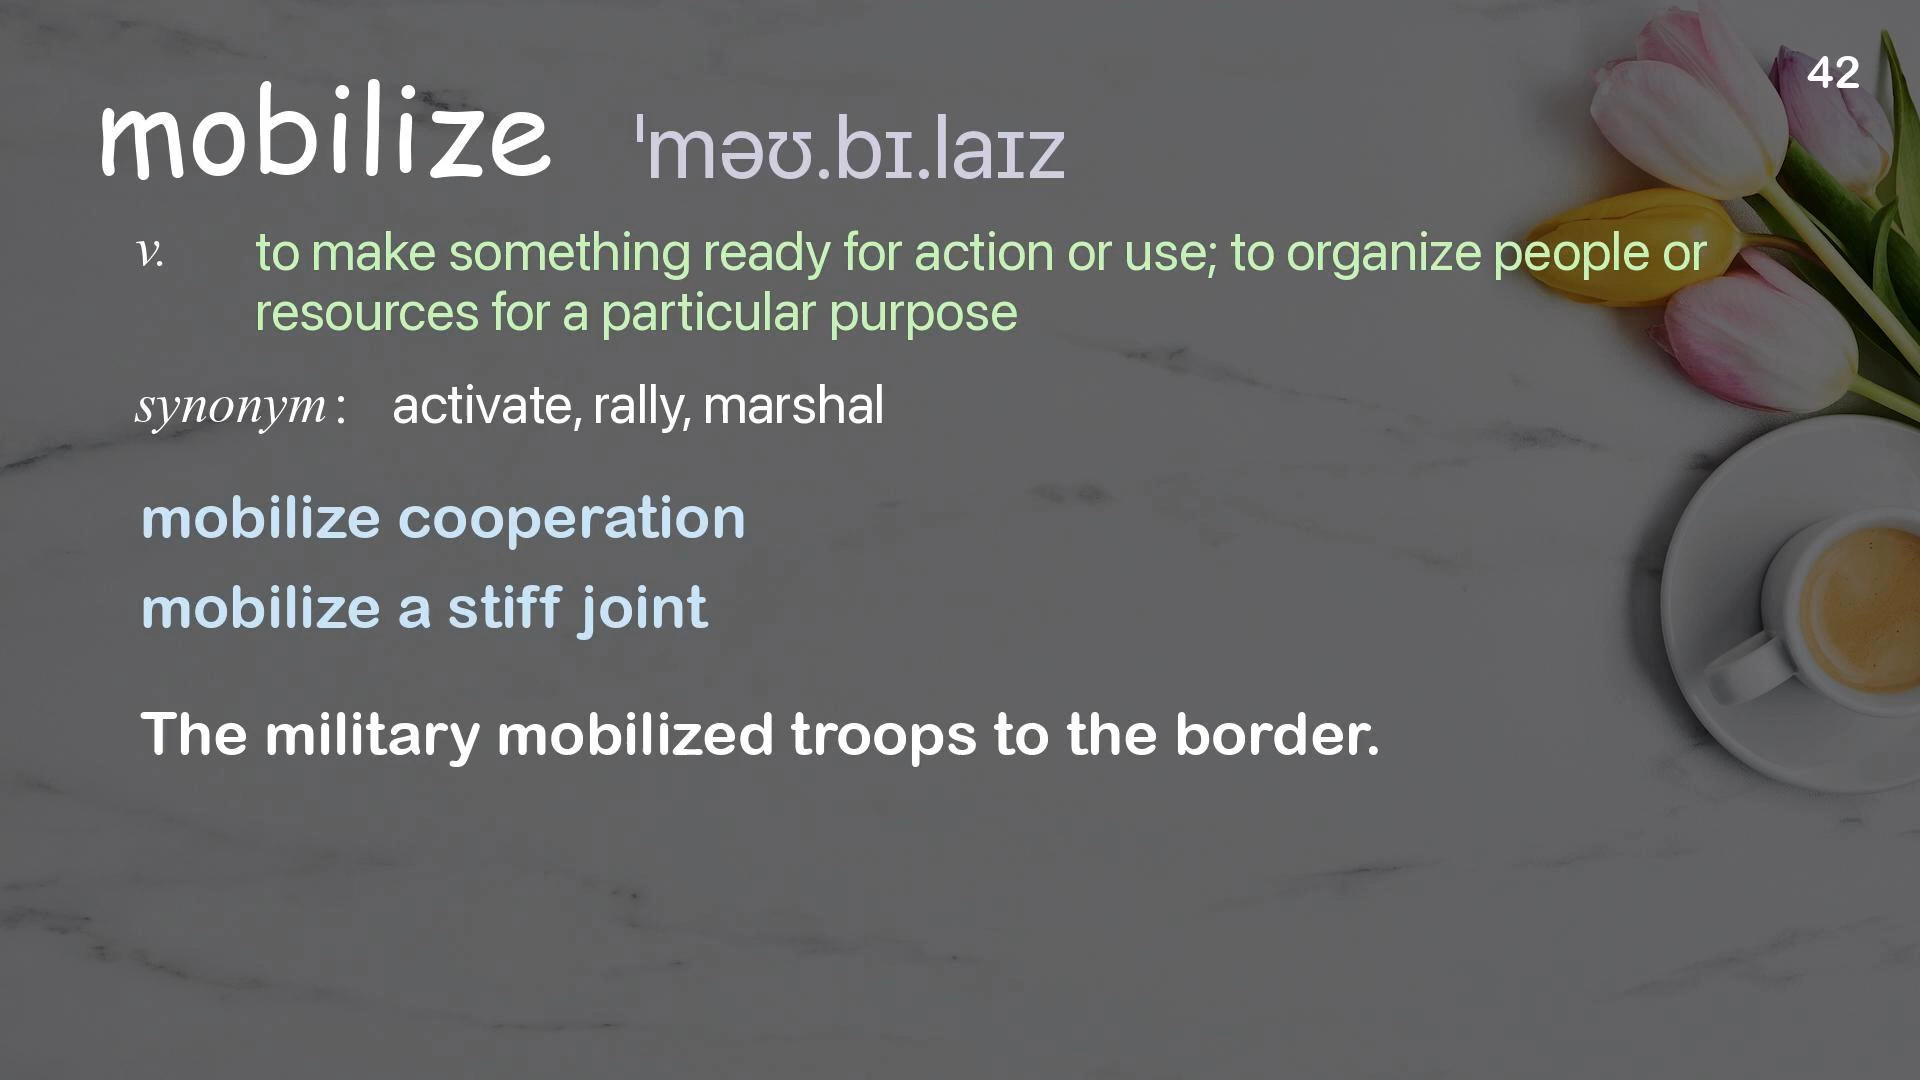 42
mobilize ˈməʊ.bɪ.laɪz
v. to make something ready for action or use; to organize people or
resources for a particular purpose
synonym: activate, rally, marshal
mobilize cooperation
mobilize a stiff joint
The military mobilized troops to the border.